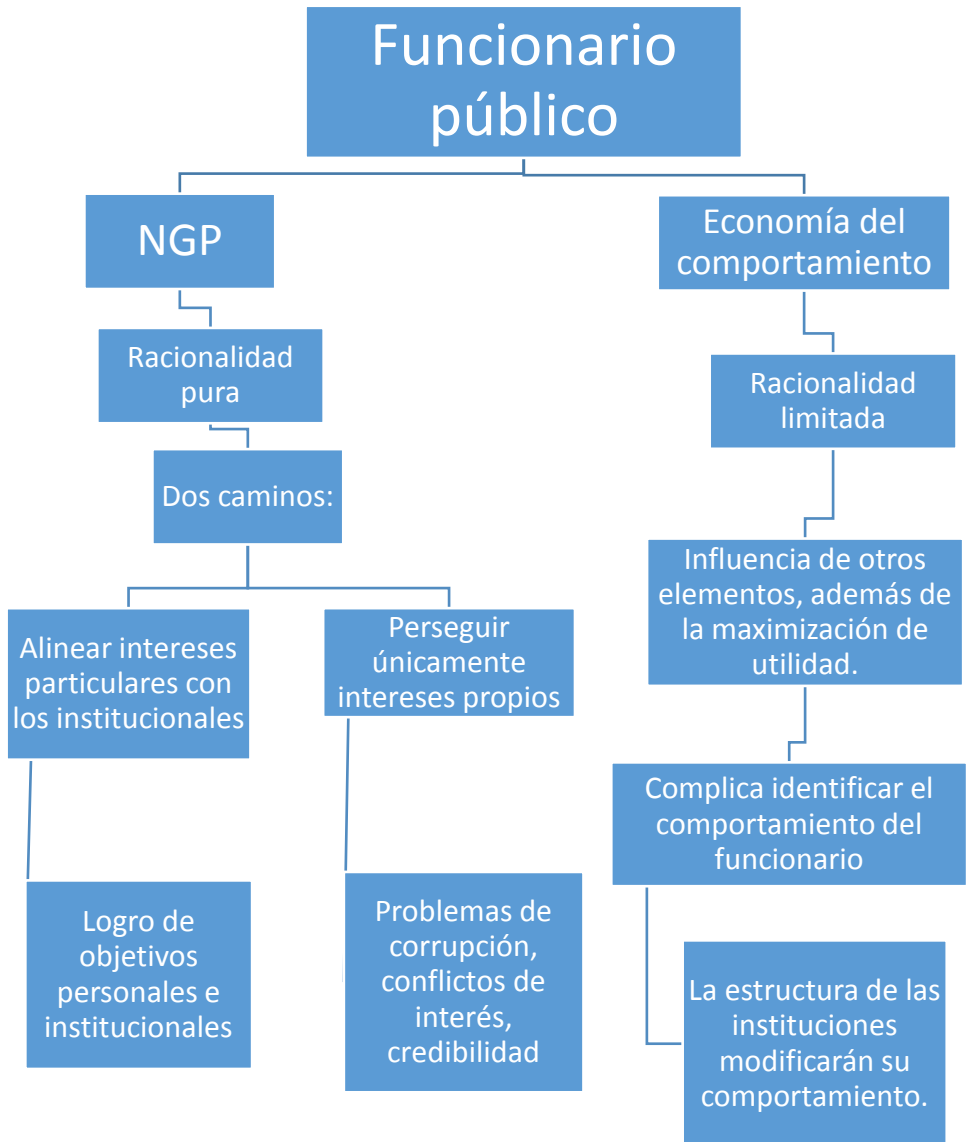 Funcionario
público
NGP
Economía del
comportamiento
Racionalidad
pura
Racionalidad
limitada
Dos caminos:
Influencia de otros
elementos, además de
la maximización de
utilidad.
Alinear intereses
particulares con
los institucionales
Perseguir
únicamente
intereses propios
Complica identificar el
comportamiento del
funcionario
Logro de
objetivos
personales e
institucionales
Problemas de
corrupción,
conflictos de
interés,
credibilidad
La estructura de las
instituciones
modificarán su
comportamiento.